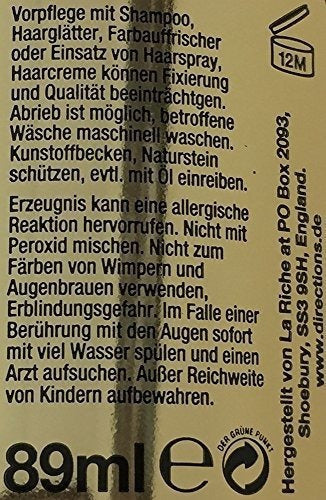 Vorpflege mit Shampoo,
Haarglätter, Farbauffrischer
oder Einsatz von Haarspray,
Haarcreme können Fixierung
und Qualität beeinträchtgen.
Abrieb ist möglich, betroffene
Wäsche maschinell waschen.
Kunstoffbecken, Naturstein
schützen, evtl. mit Öl einreiben.
Erzeugnis kann eine allergische
Reaktion hervorrufen. Nicht mit
Peroxid mischen. Nicht zum
Färben von Wimpern und
Augenbrauen verwenden,
Erblindungsgefahr. Im Falle einer
Berührung mit den Augen sofort
mit viel Wasser spülen und einen
Arzt aufsuchen. Außer Reichweite
von Kindern aufbewahren.
89ml e
DER GRÜNE PUNKT
12M
Hergestellt von La Riche at PO Box 2093,
Shoebury, SS3 9SH, England.
www.directions.de